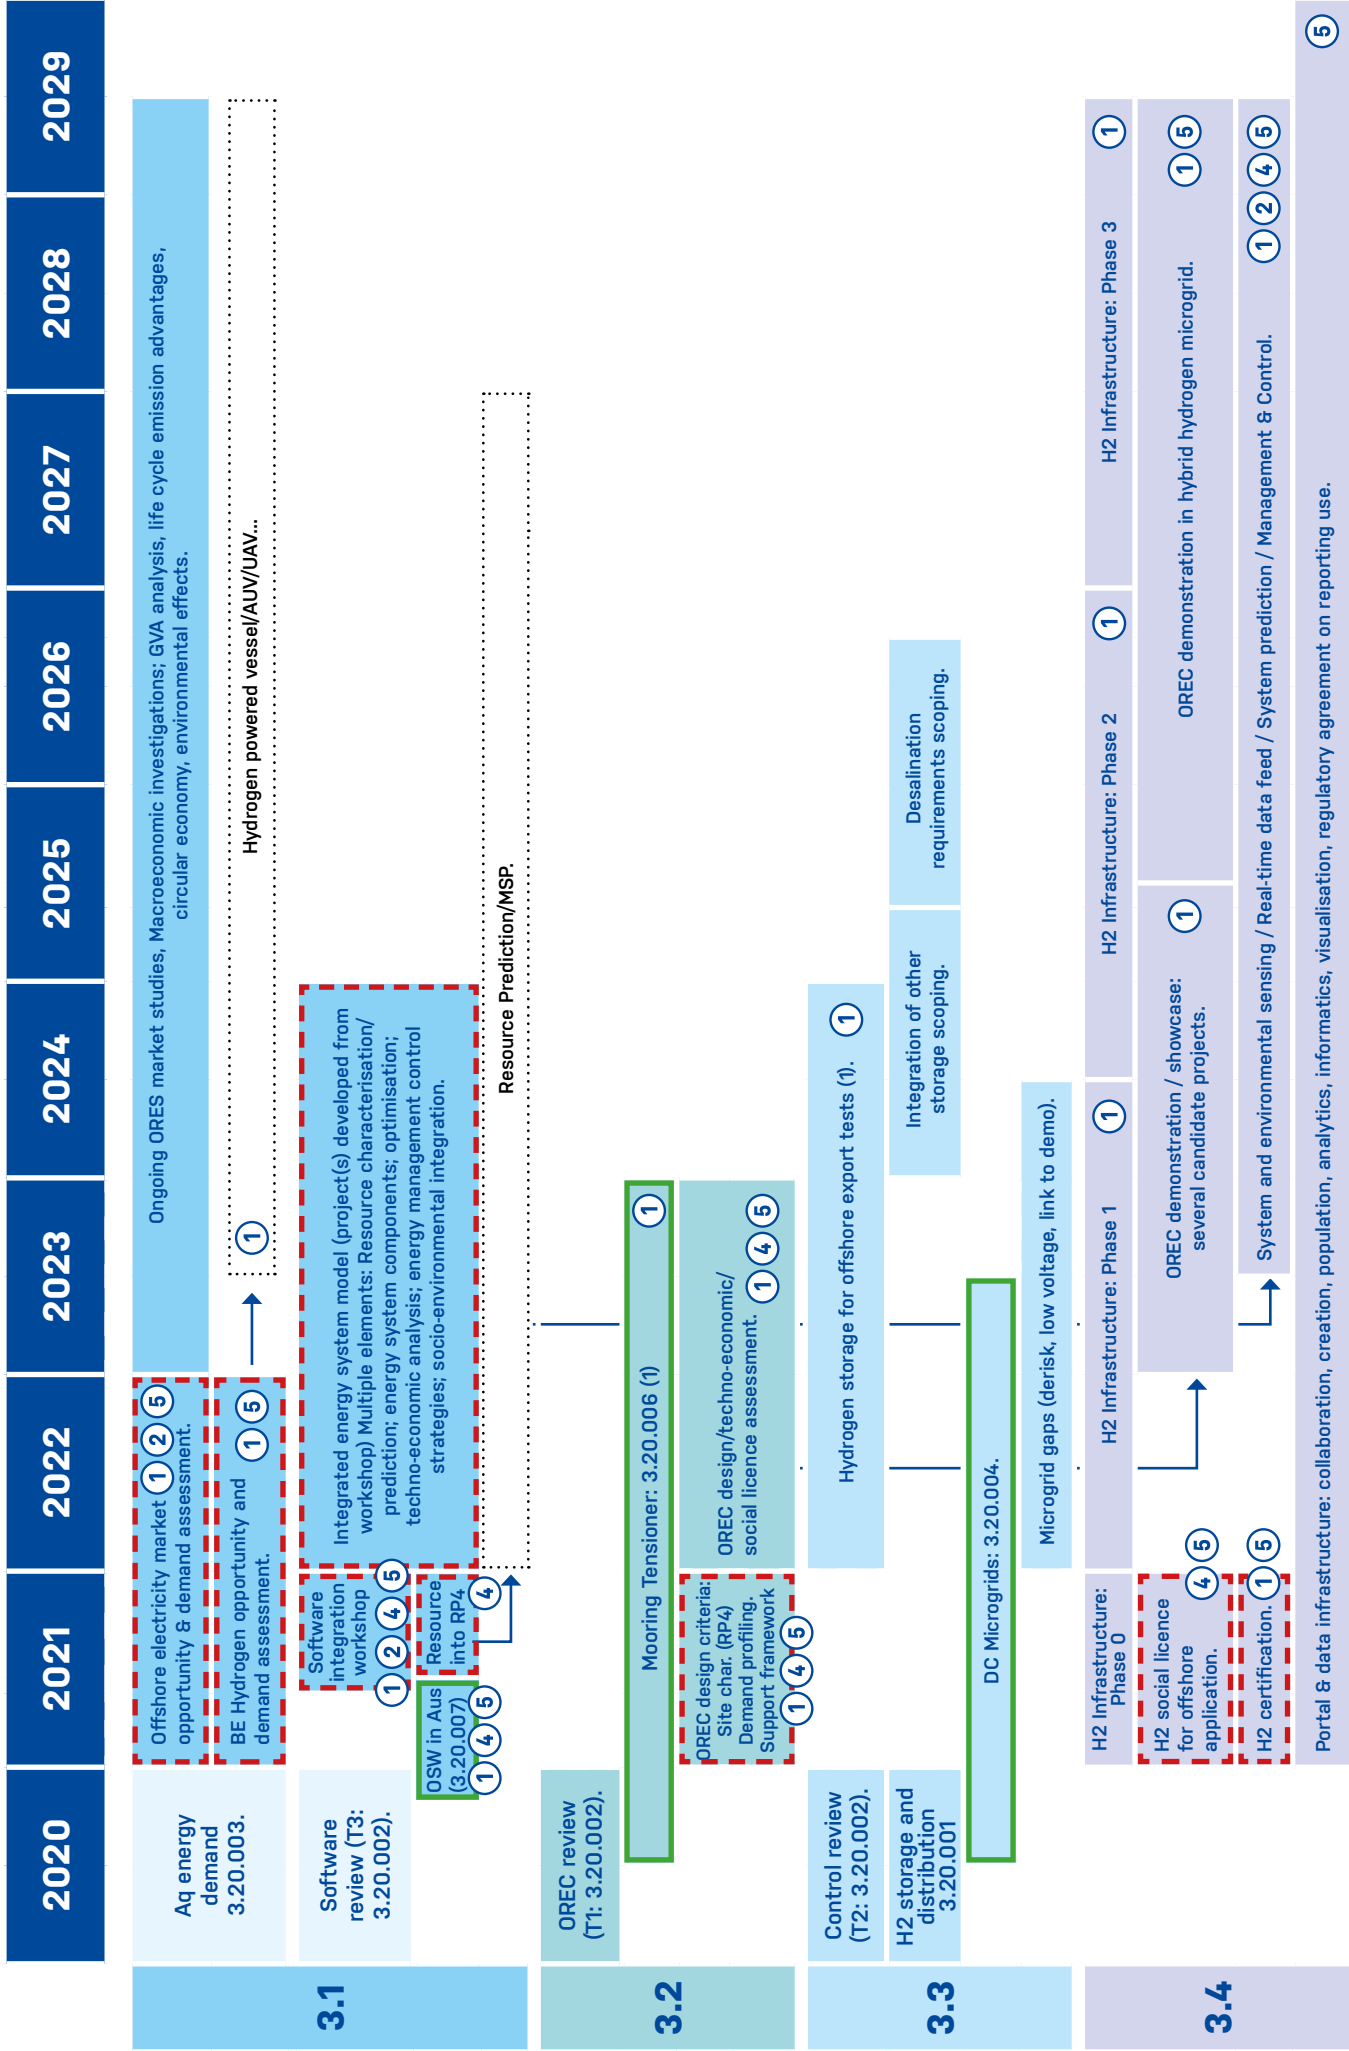 2020
2021
2022
2023
2024
2025
2026
2027
2028
2029
3.1
Aq energy
demand
3.20.003.
Offshore electricity market
opportunity & demand assessment.
1 2 5
Ongoing ORES market studies, Macroeconomic investigations; GVA analysis, life cycle emission advantages,
circular economy, environmental effects.
BE Hydrogen opportunity and
demand assessment.
1 5
1
Hydrogen powered vessel/AUV/UAV...
Software
review (T3:
3.20.002).
Software
integration
workshop
1 2 4 5
Integrated energy system model (project(s) developed from
workshop) Multiple elements: Resource characterisation/
prediction; energy system components; optimisation;
techno-economic analysis; energy management control
strategies; socio-environmental integration.
OSW in Aus
(3.20.007)
1 4 5
Resource
into RP4
4
Resource Prediction/MSP.
3.2
OREC review
(T1: 3.20.002).
Mooring Tensioner: 3.20.006 (1)
1
OREC design criteria:
Site char. (RP4)
Demand profiling.
Support framework
1 4 5
OREC design/techno-economic/
social licence assessment.
1 4 5
3.3
Control review
(T2: 3.20.002).
Hydrogen storage for offshore export tests (1).
1
H2 storage and
distribution
3.20.001
Integration of other
storage scoping.
Desalination
requirements scoping.
DC Microgrids: 3.20.004.
Microgrid gaps (derisk, low voltage, link to demo).
3.4
H2 Infrastructure:
Phase 0
H2 Infrastructure: Phase 1
1
H2 Infrastructure: Phase 2
1
H2 Infrastructure: Phase 3
1
H2 social licence
for offshore
application.
4 5
OREC demonstration / showcase:
several candidate projects.
1
OREC demonstration in hybrid hydrogen microgrid.
1 5
H2 certification.
1 5
System and environmental sensing / Real-time data feed / System prediction / Management & Control.
1 2 4 5
Portal & data infrastructure: collaboration, creation, population, analytics, informatics, visualisation, regulatory agreement on reporting use.
5